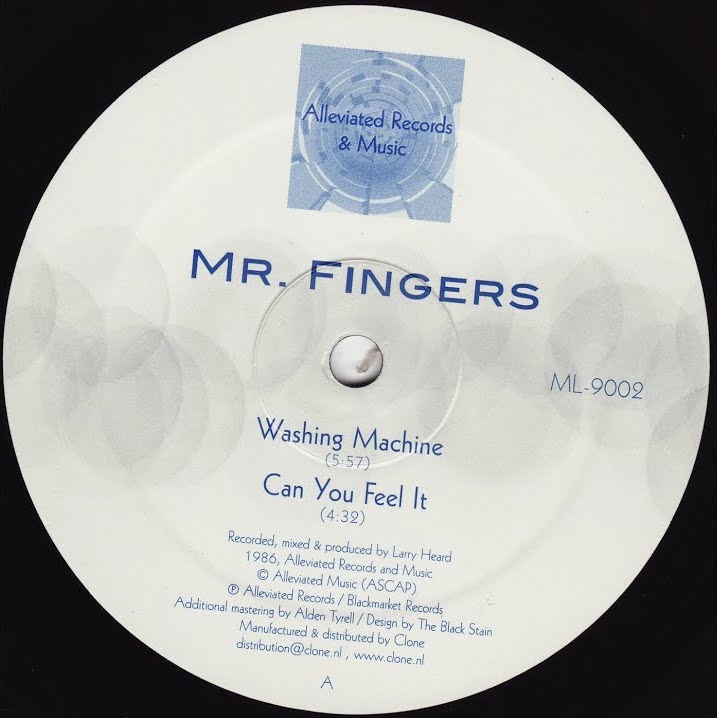 Alleviated Records
& Music
MR. FINGERS
ML-9002
Washing Machine
(5:57)
Can You Feel It
(4:32)
Recorded, mixed & produced by Larry Heard
1986, Alleviated Records and Music
© Alleviated Music (ASCAP)
℗ Alleviated Records / Blackmarket Records
Additional mastering by Alden Tyrell / Design by The Black Stain
Manufactured & distributed by Clone
distribution@clone.nl , www.clone.nl
A